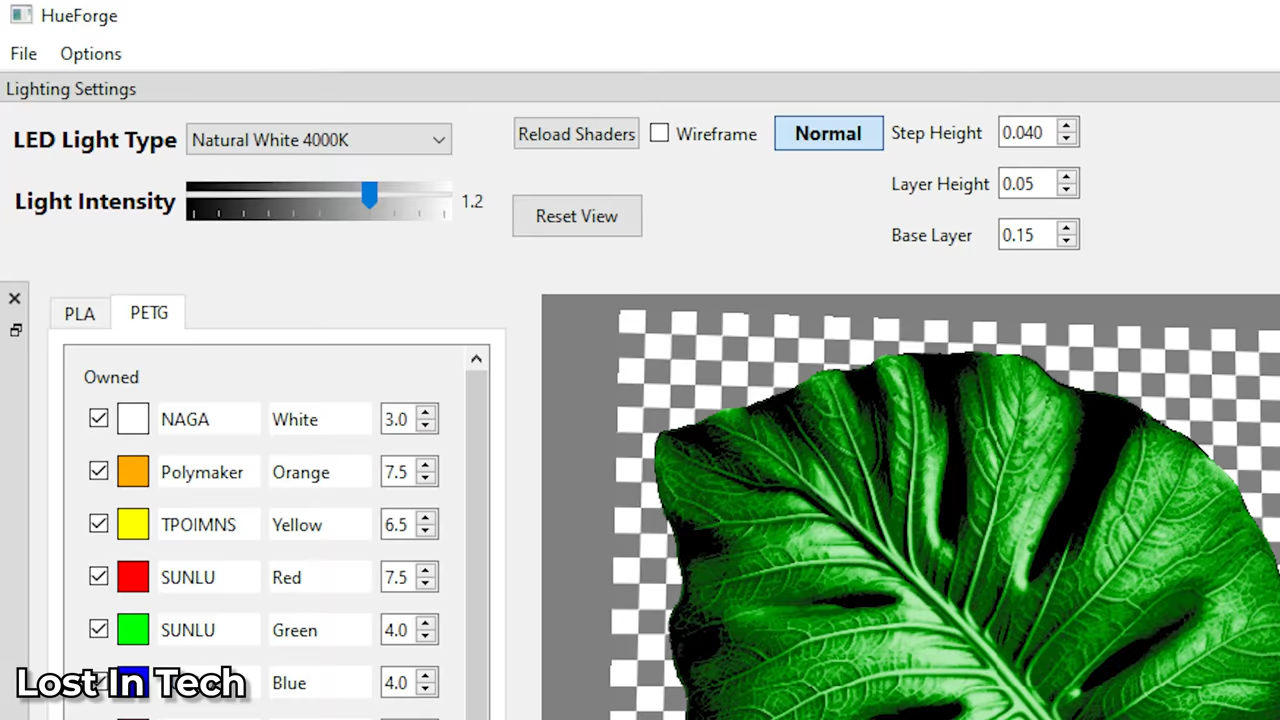 HueForge
File Options
Lighting Settings
LED Light Type Natural White 4000K Reload Shaders Wireframe Normal Step Height 0.040
Layer Height 0.05
Light Intensity 1.2 Reset View
Base Layer 0.15
PLA PETG
Owned
NAGA White 3.0
Polymaker Orange 7.5
TPOIMNS Yellow 6.5
SUNLU Red 7.5
SUNLU Green 4.0
Blue 4.0
Lost In Tech